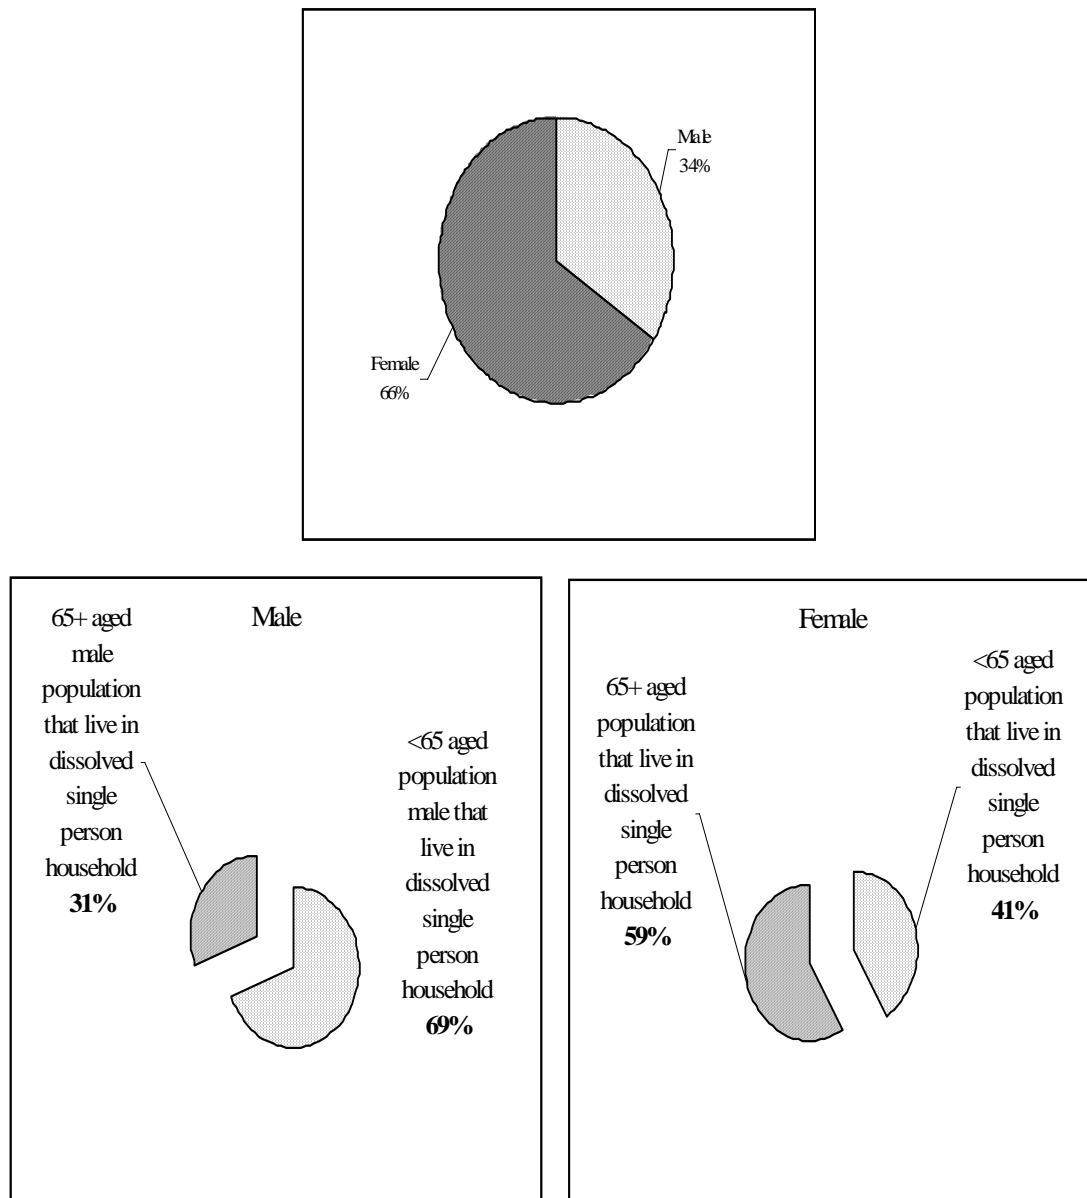 Male
34%
Female
66%
Male
65+ aged
male
population
that live in
dissolved
single
person
household
31%
<65 aged
population
male that
live in
dissolved
single
person
household
69%
Female
65+ aged
population
that live in
dissolved
single
person
household
59%
<65 aged
population
that live in
dissolved
single
person
household
41%